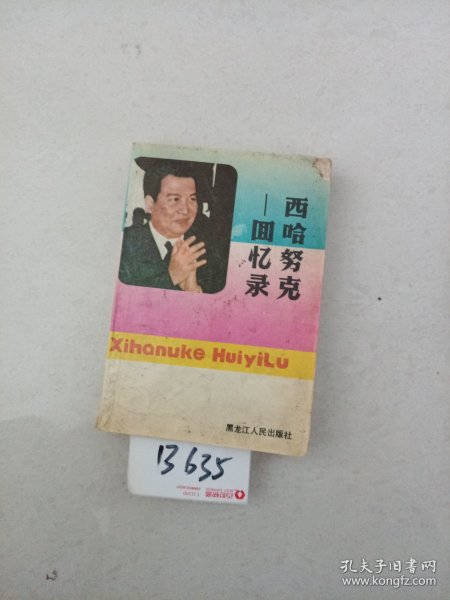 西哈努克
—回忆录
Xihanuke HuiyiLu
黑龙江人民出版社
13635
孔夫子旧书网
www.kongfz.com